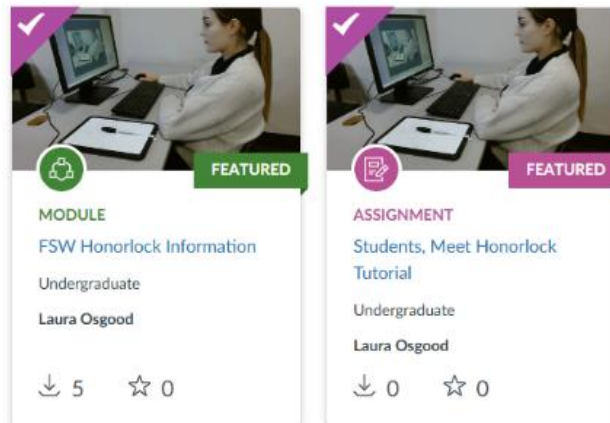 FEATURED
MODULE
FSW Honorlock Information
Undergraduate
Laura Osgood
5 0
FEATURED
ASSIGNMENT
Students, Meet Honorlock
Tutorial
Undergraduate
Laura Osgood
0 0